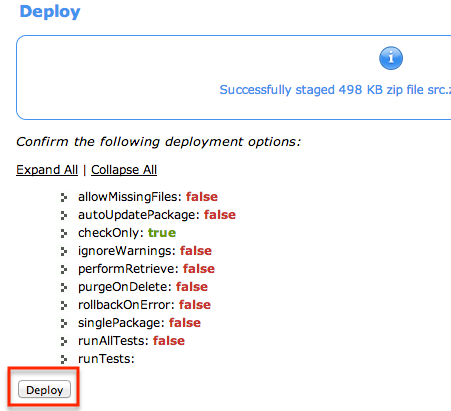 Deploy
Successfully staged 498 KB zip file src.
Confirm the following deployment options:
Expand All | Collapse All
allowMissingFiles: false
autoUpdatePackage: false
checkOnly: true
ignoreWarnings: false
performRetrieve: false
purgeOnDelete: false
rollbackOnError: false
singlePackage: false
runAllTests: false
runTests:
Deploy